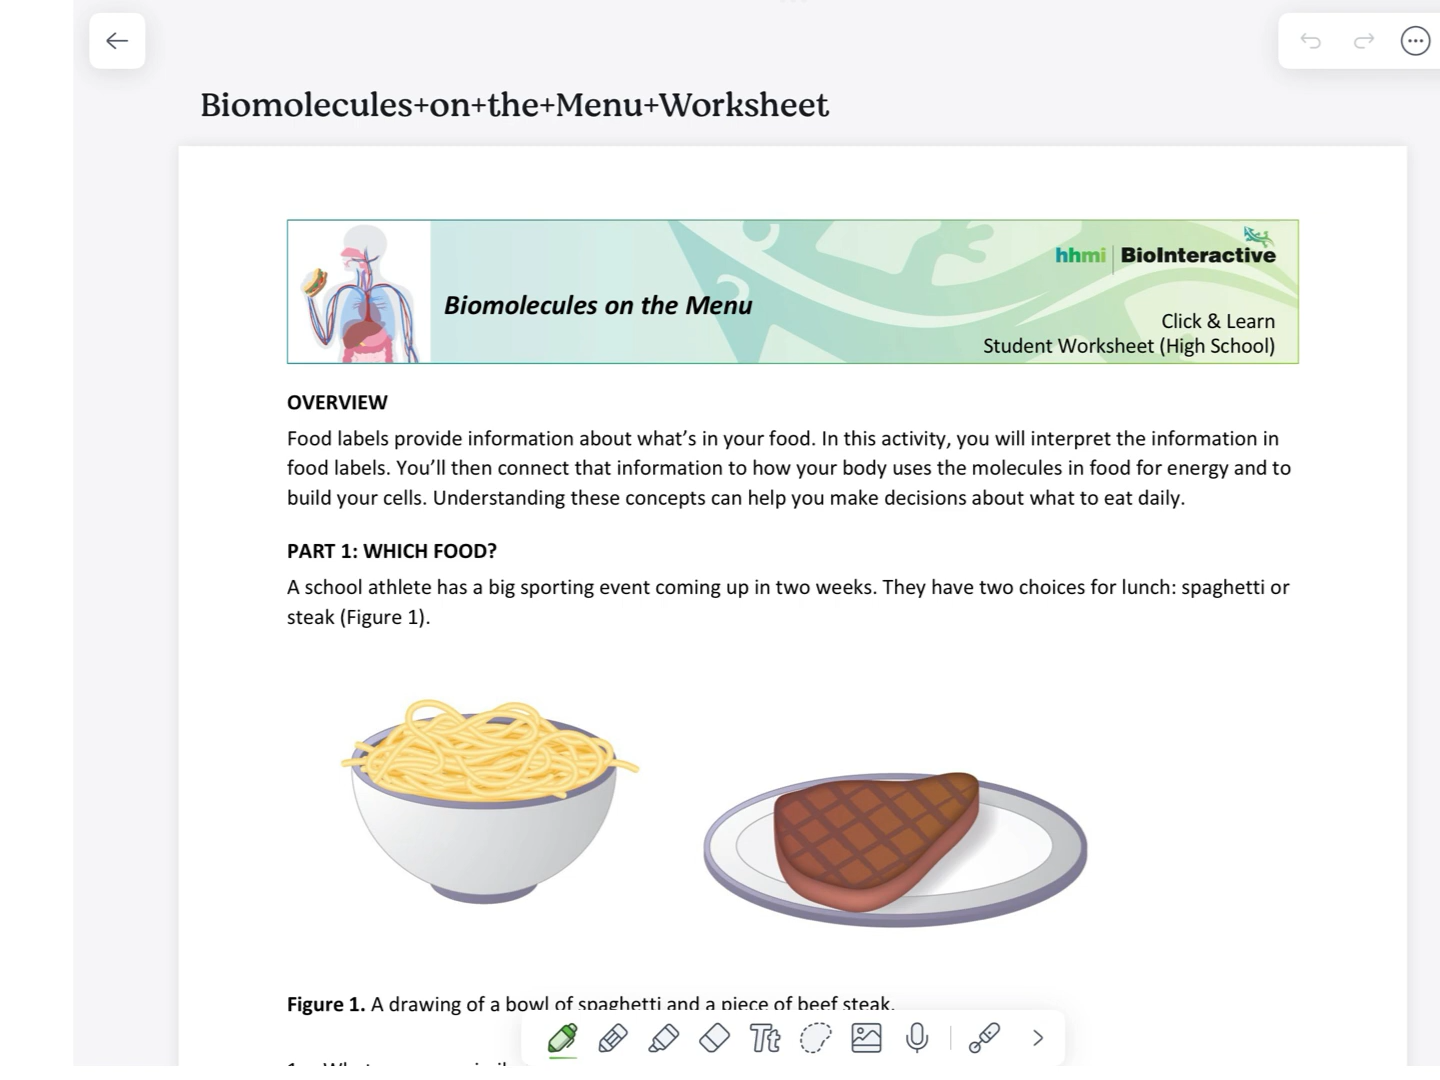 Biomolecules+on+the+Menu+Worksheet
hhmi | BioInteractive
Biomolecules on the Menu
Click & Learn
Student Worksheet (High School)
OVERVIEW
Food labels provide information about what’s in your food. In this activity, you will interpret the information in
food labels. You’ll then connect that information to how your body uses the molecules in food for energy and to
build your cells. Understanding these concepts can help you make decisions about what to eat daily.
PART 1: WHICH FOOD?
A school athlete has a big sporting event coming up in two weeks. They have two choices for lunch: spaghetti or
steak (Figure 1).
Figure 1. A drawing of a bowl of spaghetti and a piece of beef steak.
Tt